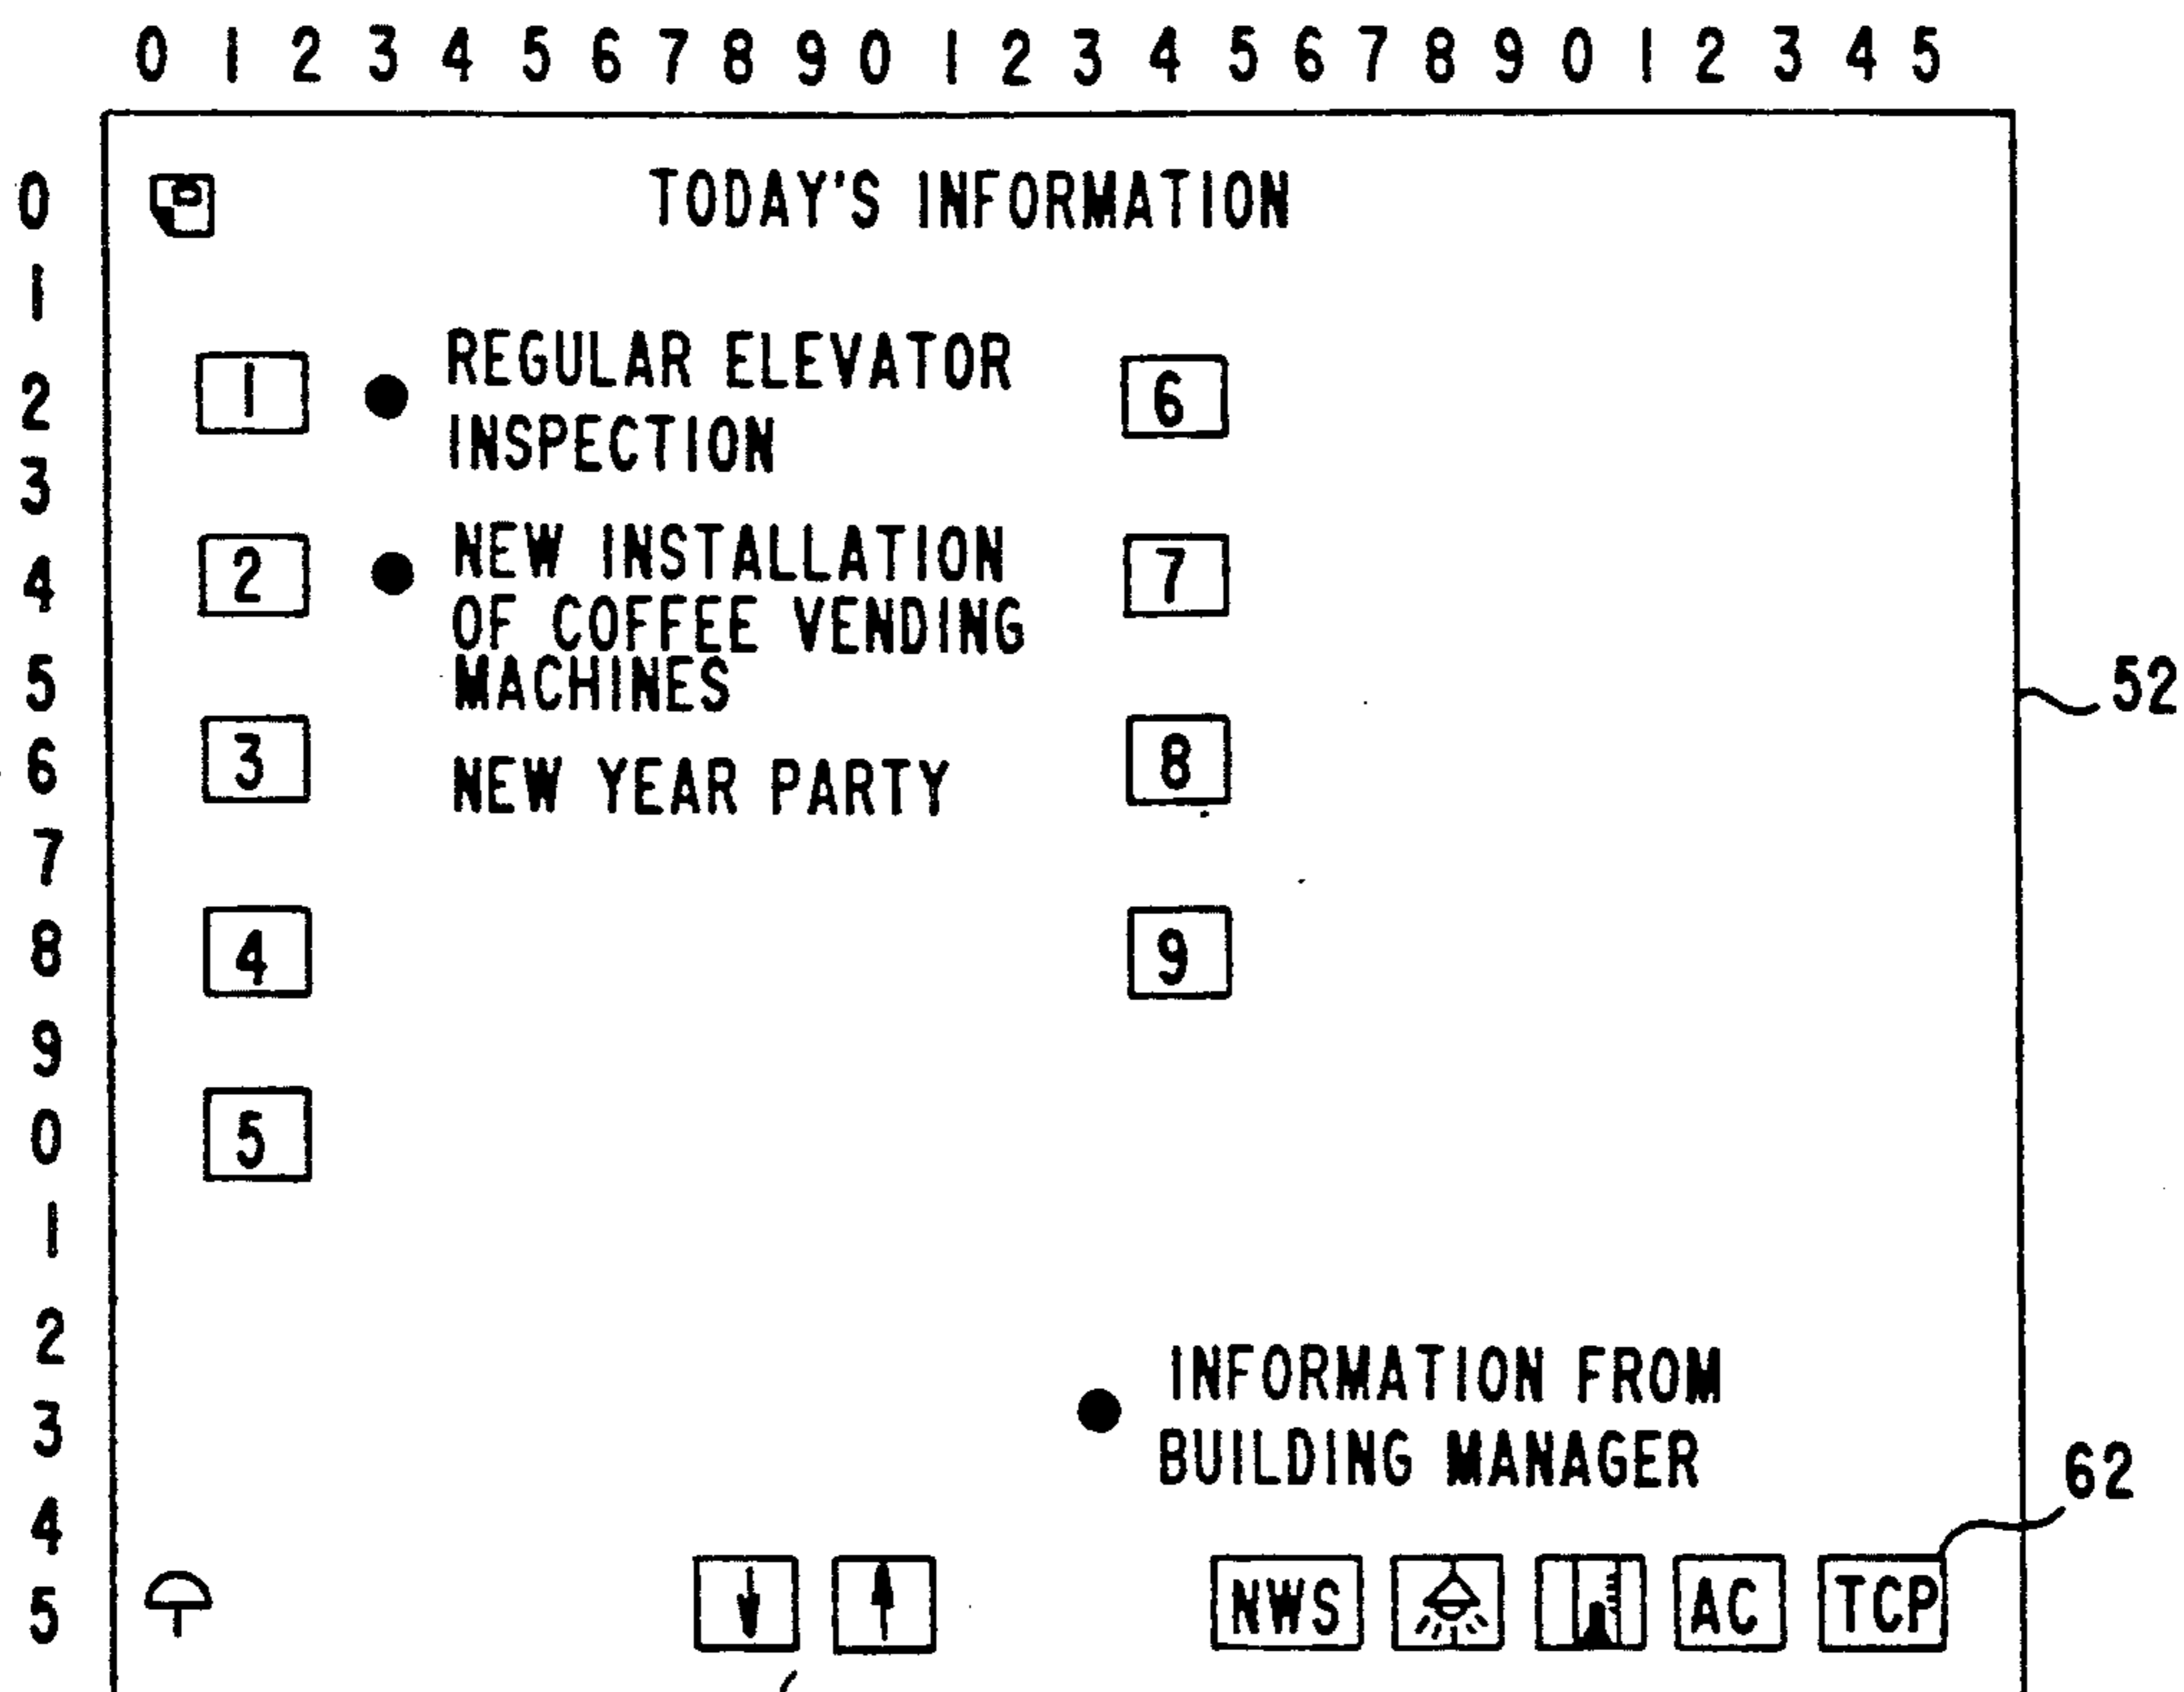 0 1 2 3 4 5 6 7 8 9 0 1 2 3 4 5 6 7 8 9 0 1 2 3 4 5
0 TODAY'S INFORMATION
1
REGULAR ELEVATOR
2 1 ● 6
INSPECTION
3
NEW INSTALLATION
4 2 ● 7
OF COFFEE VENDING
5 MACHINES 52
6 3 NEW YEAR PARTY 8
7
8 4 9
9
0 5
1
2
INFORMATION FROM
3 ●
BUILDING MANAGER
62
4
5 ↓ ↑ NWS AC TCP